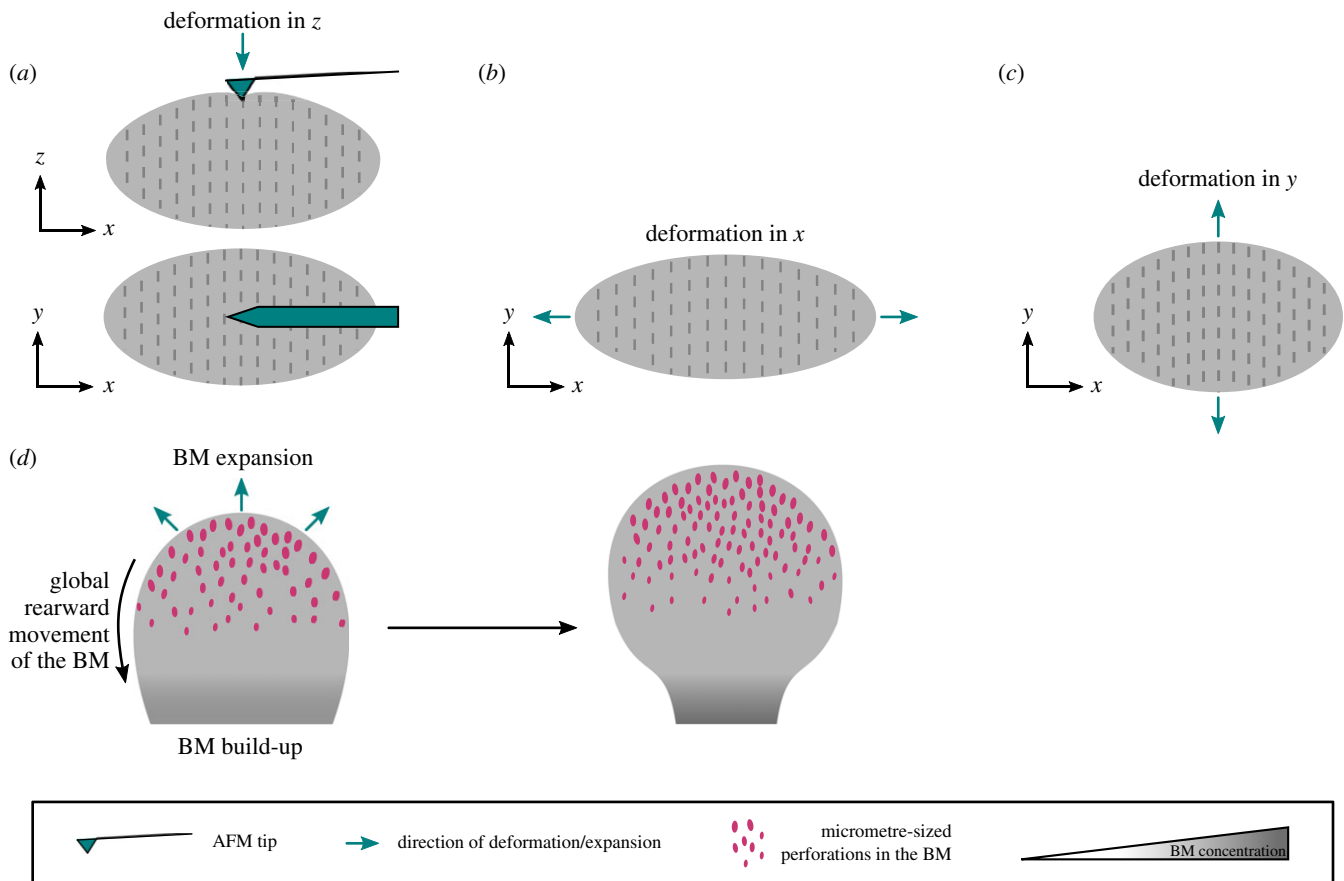 deformation in z
(a)
z
x
y
x
(b)
deformation in x
y
x
(c)
deformation in y
y
x
(d)
BM expansion
global
rearward
movement
of the BM
BM build-up
AFM tip
direction of deformation/expansion
micrometre-sized
perforations in the BM
BM concentration